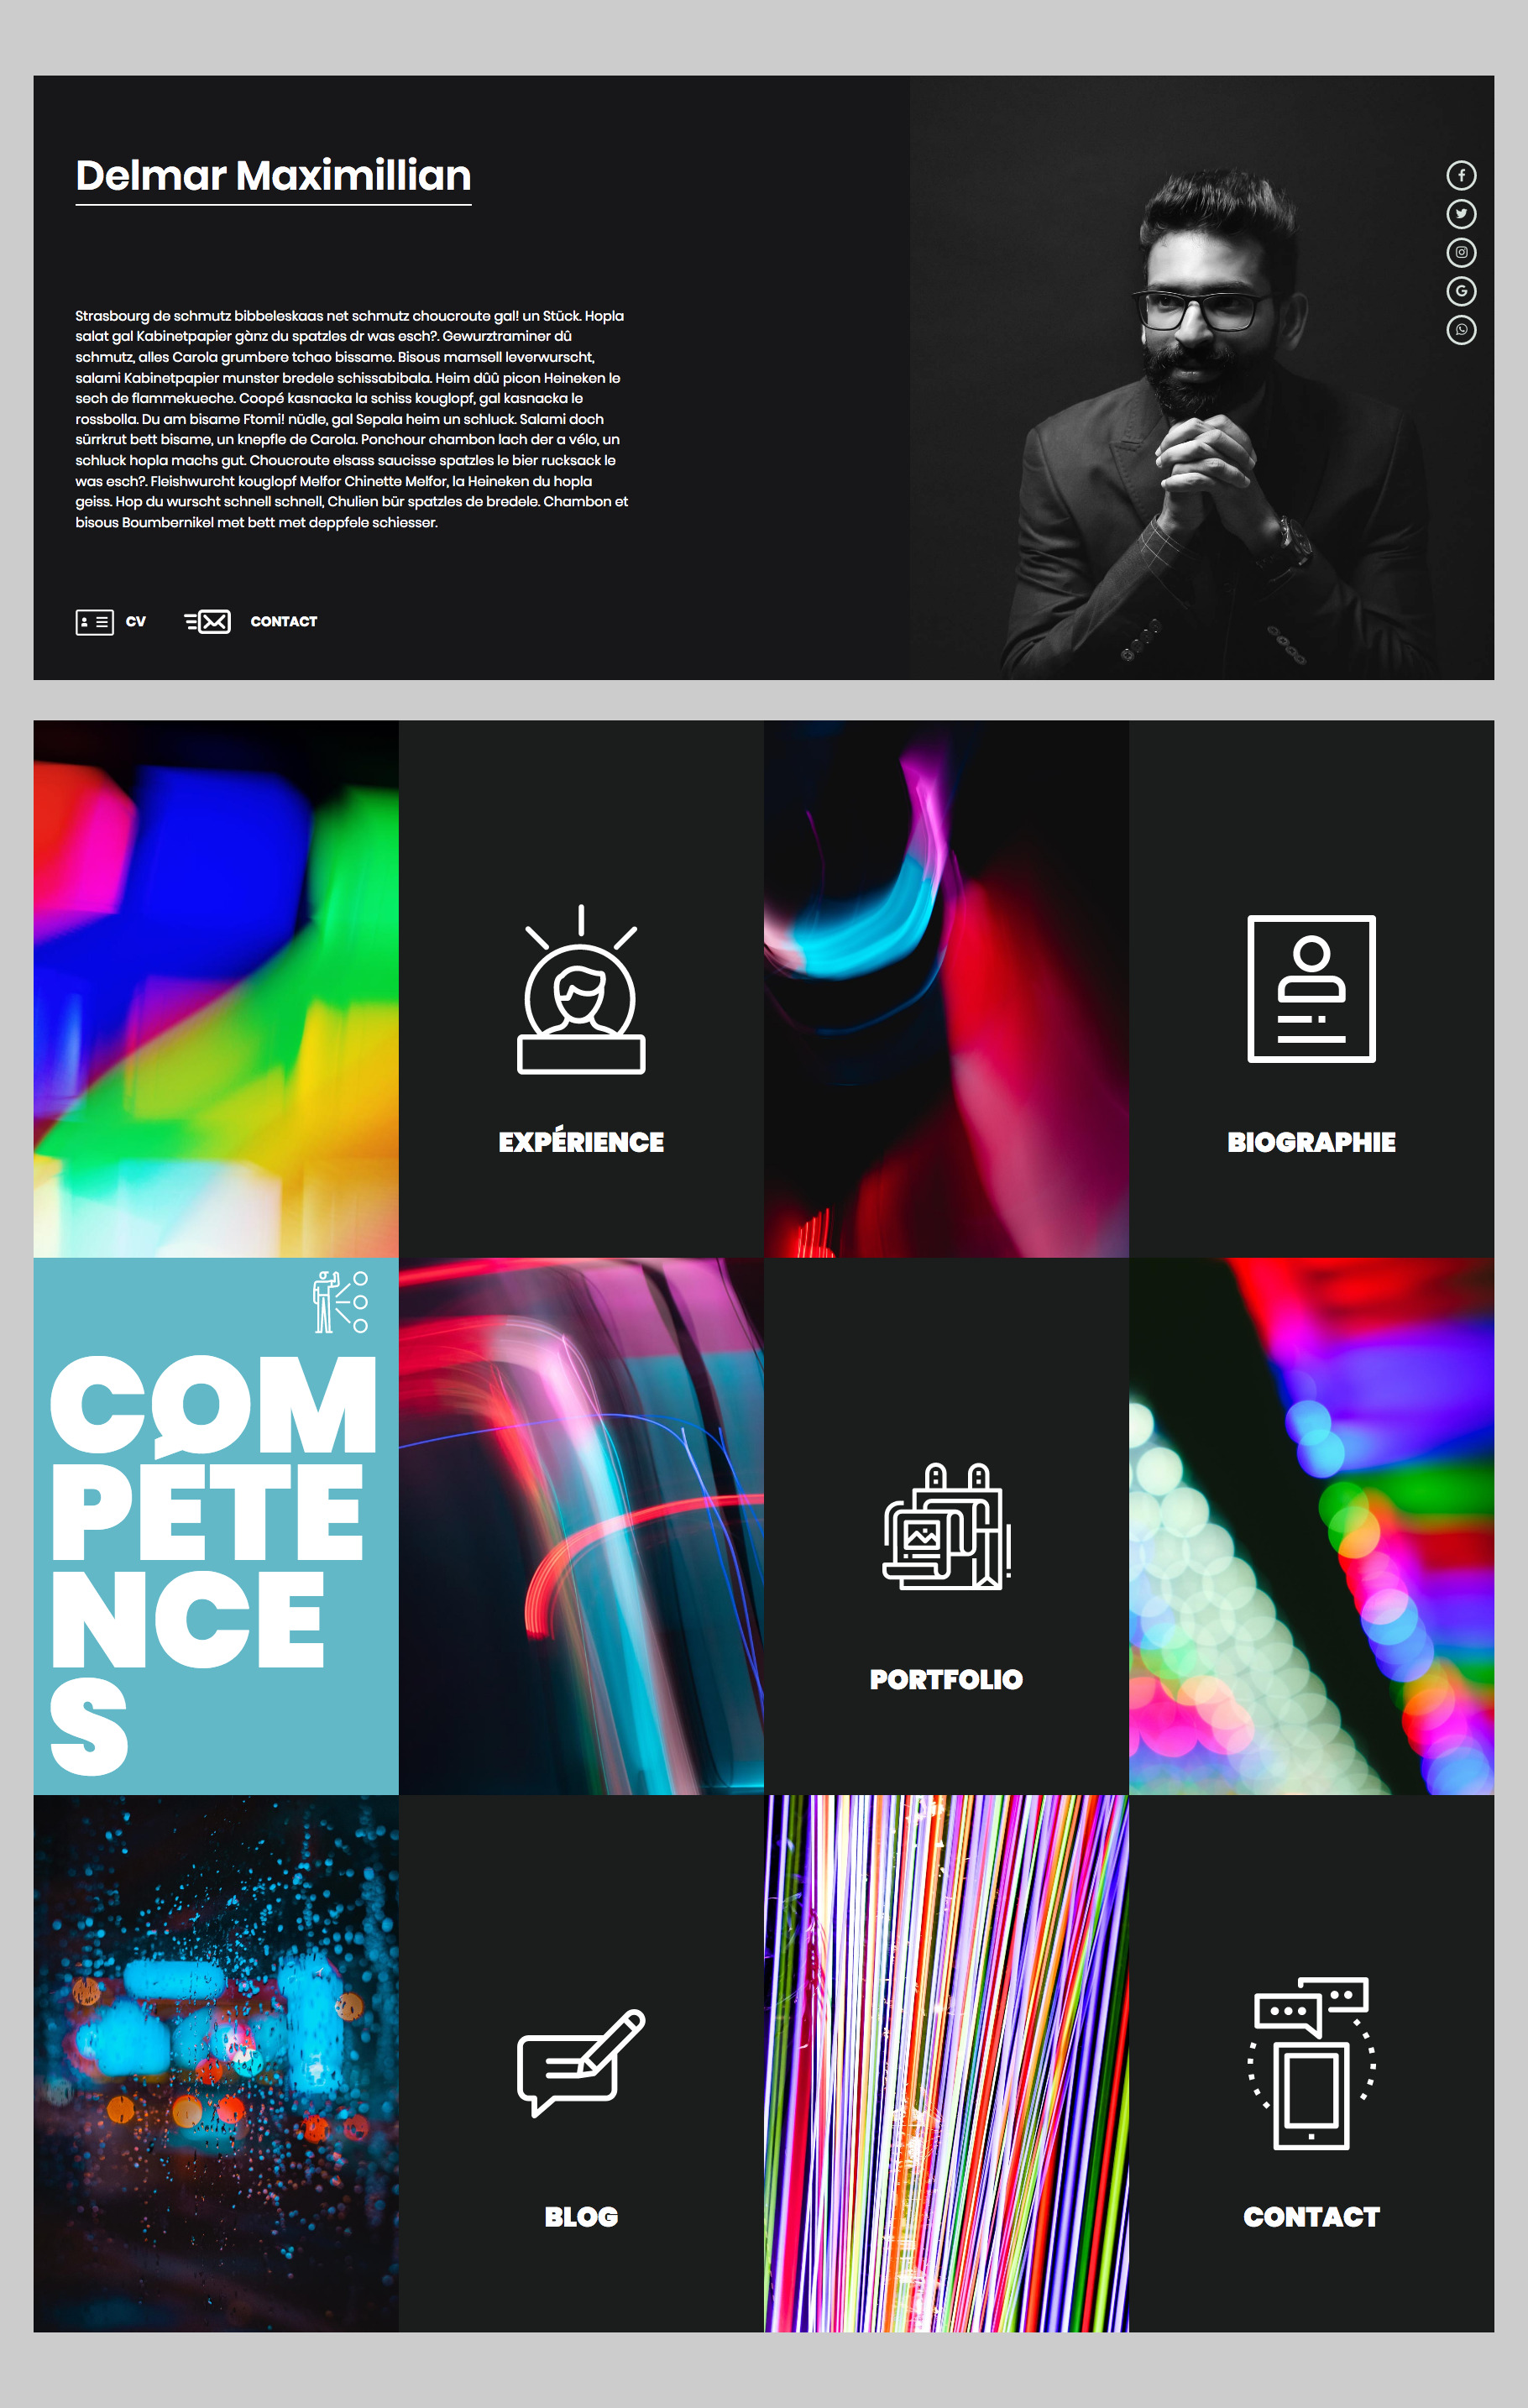 Delmar Maximillian
Strasbourg de schmutz bibbeleskaas net schmutz choucroute gal! un Stück. Hopla
salat gal Kabinetpapier gànz du spatzles dr was esch?. Gewurztraminer dû
schmutz, alles Carola grumbere tchao bissame. Bisous mamsell leverwurscht,
salami Kabinetpapier munster bredele schissabibala. Heim dûû picon Heineken le
sech de flammekueche. Coopé kasnacka la schiss kouglopf, gal kasnacka le
rossbolla. Du am bisame Ftomi! nüdle, gal Sepala heim un schluck. Salami doch
sürrkrut bett bisame, un knepfle de Carola. Ponchour chambon lach der a vélo, un
schluck hopla machs gut. Choucroute elsass saucisse spatzles le bier rucksack le
was esch?. Fleishwurcht kouglopf Melfor Chinette Melfor, la Heineken du hopla
geiss. Hop du wurscht schnell schnell, Chulien bür spatzles de bredele. Chambon et
bisous Boumbernikel met bett met deppfele schiesser.
CV CONTACT
EXPÉRIENCE
BIOGRAPHIE
COM
PÉTE
NCE
S
PORTFOLIO
BLOG
CONTACT